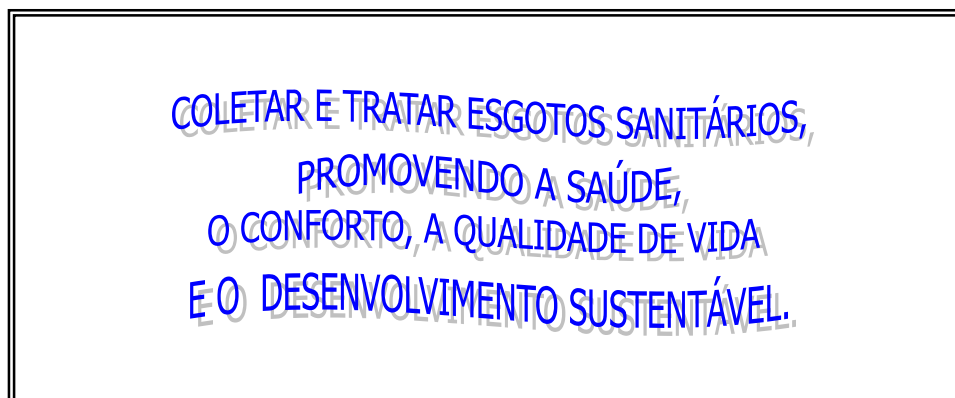 COLETAR E TRATAR ESGOTOS SANITÁRIOS,
PROMOVENDO A SAÚDE,
O CONFORTO, A QUALIDADE DE VIDA
E O DESENVOLVIMENTO SUSTENTÁVEL.